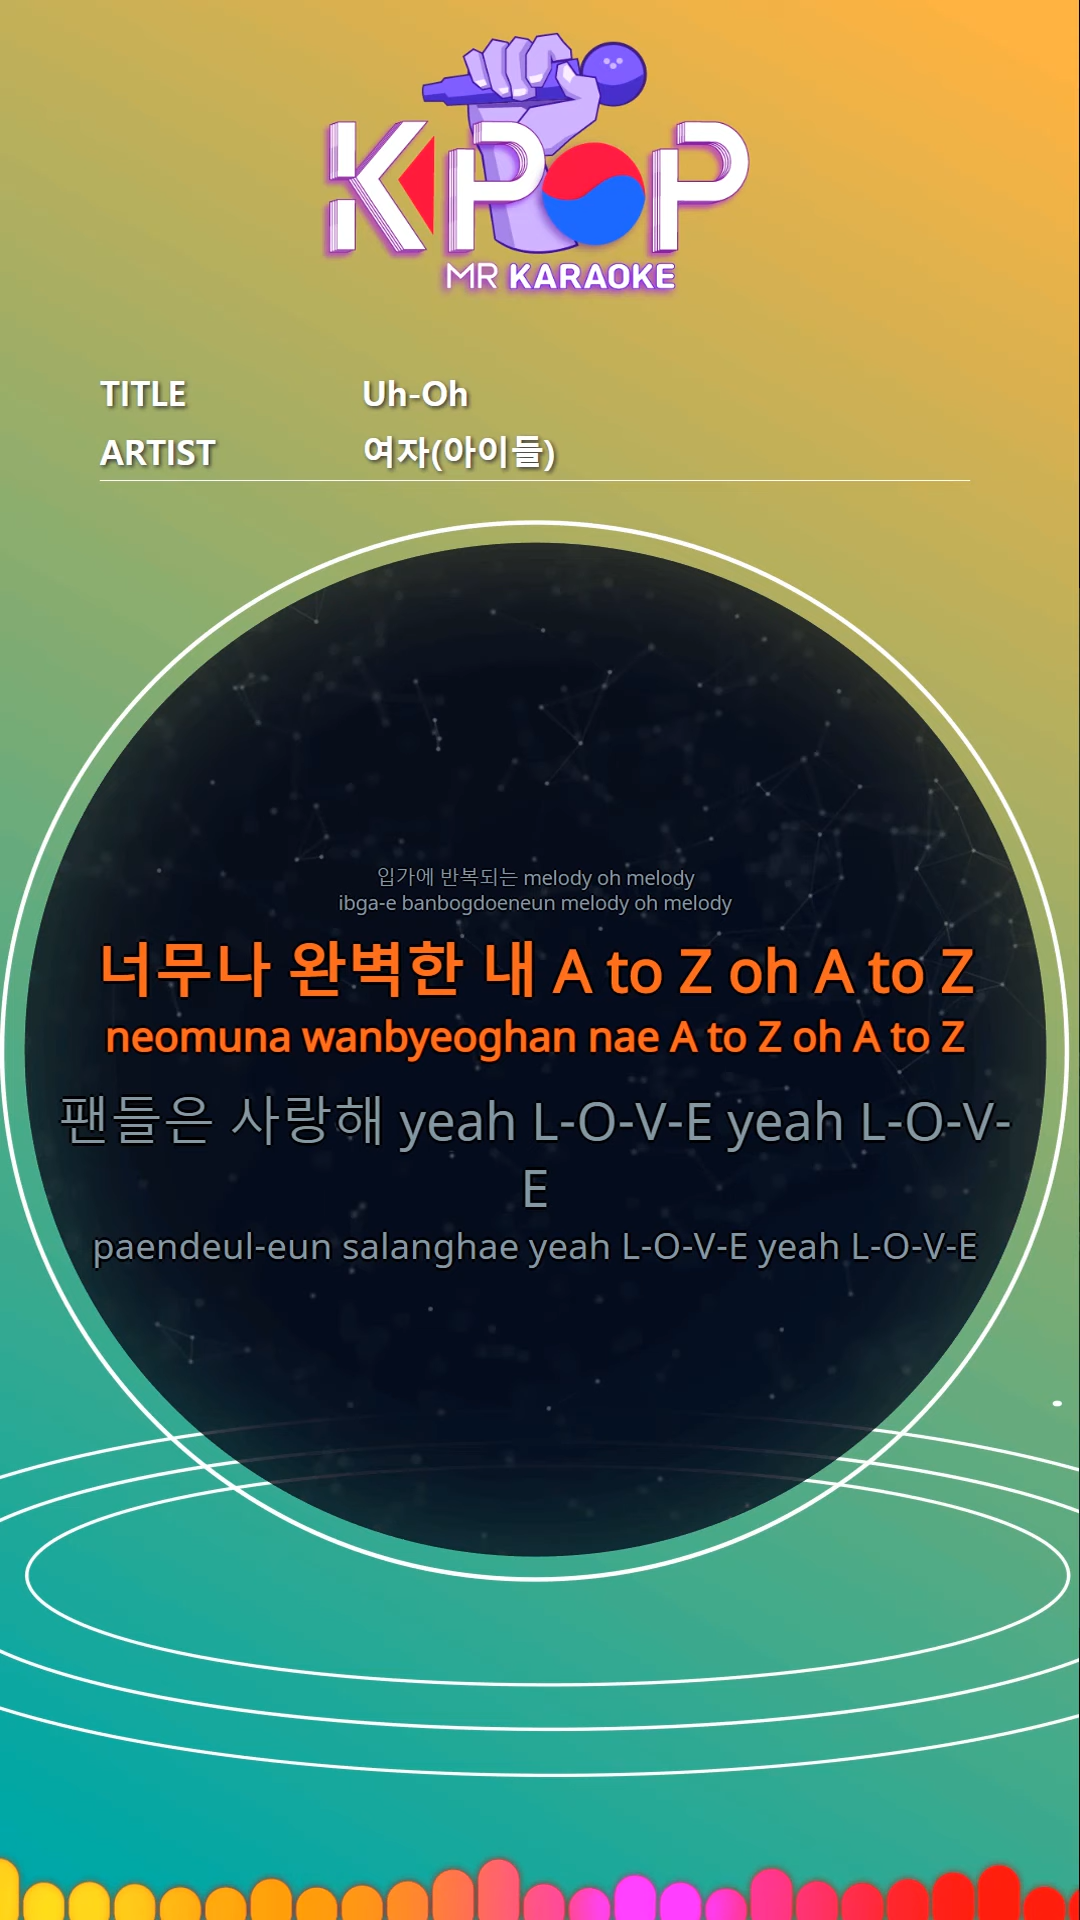 KPOP
MR KARAOKE
TITLE Uh-Oh
ARTIST 여자(아이들)
입가에 반복되는 melody oh melody
ibga-e banbogdoeneun melody oh melody
너무나 완벽한 내 A to Z oh A to Z
neomuna wanbyeoghan nae A to Z oh A to Z
팬들은 사랑해 yeah L-O-V-E yeah L-O-V-
E
paendeul-eun salanghae yeah L-O-V-E yeah L-O-V-E